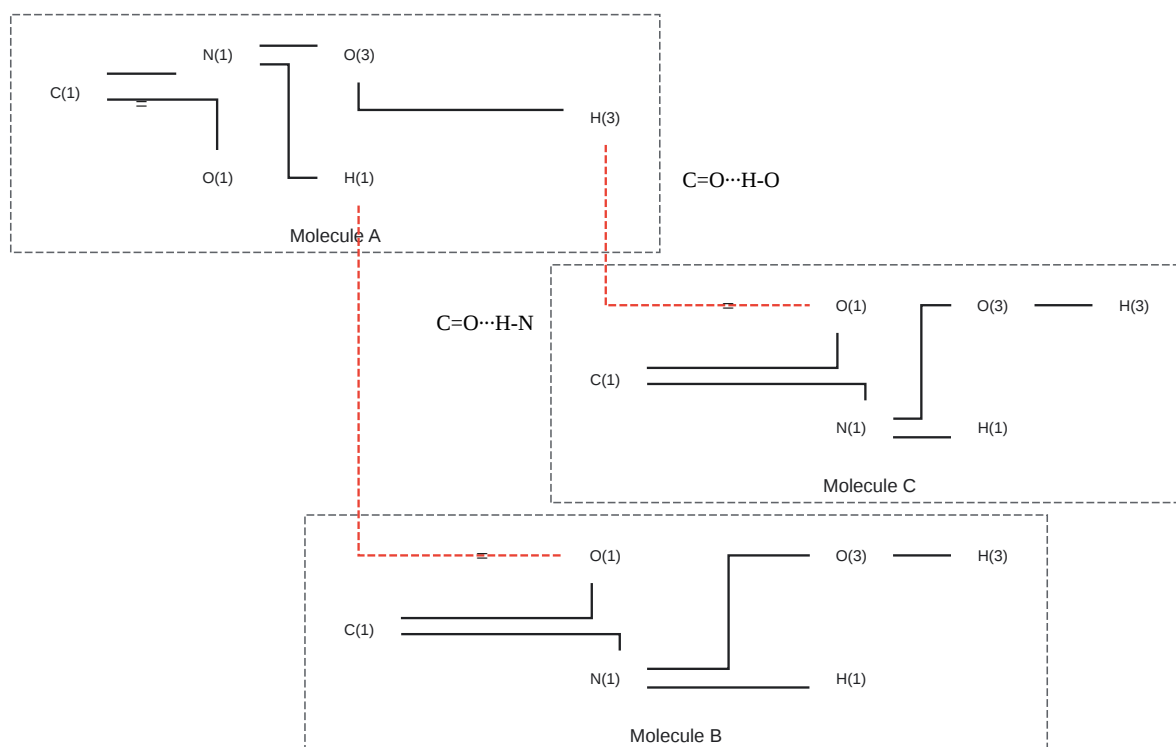 N(1)
O(3)
C(1)
=
H(3)
O(1)
H(1)
C=O···H-O
Molecule A
=
O(1)
O(3)
H(3)
C=O···H-N
C(1)
N(1)
H(1)
Molecule C
=
O(1)
O(3)
H(3)
C(1)
N(1)
H(1)
Molecule B